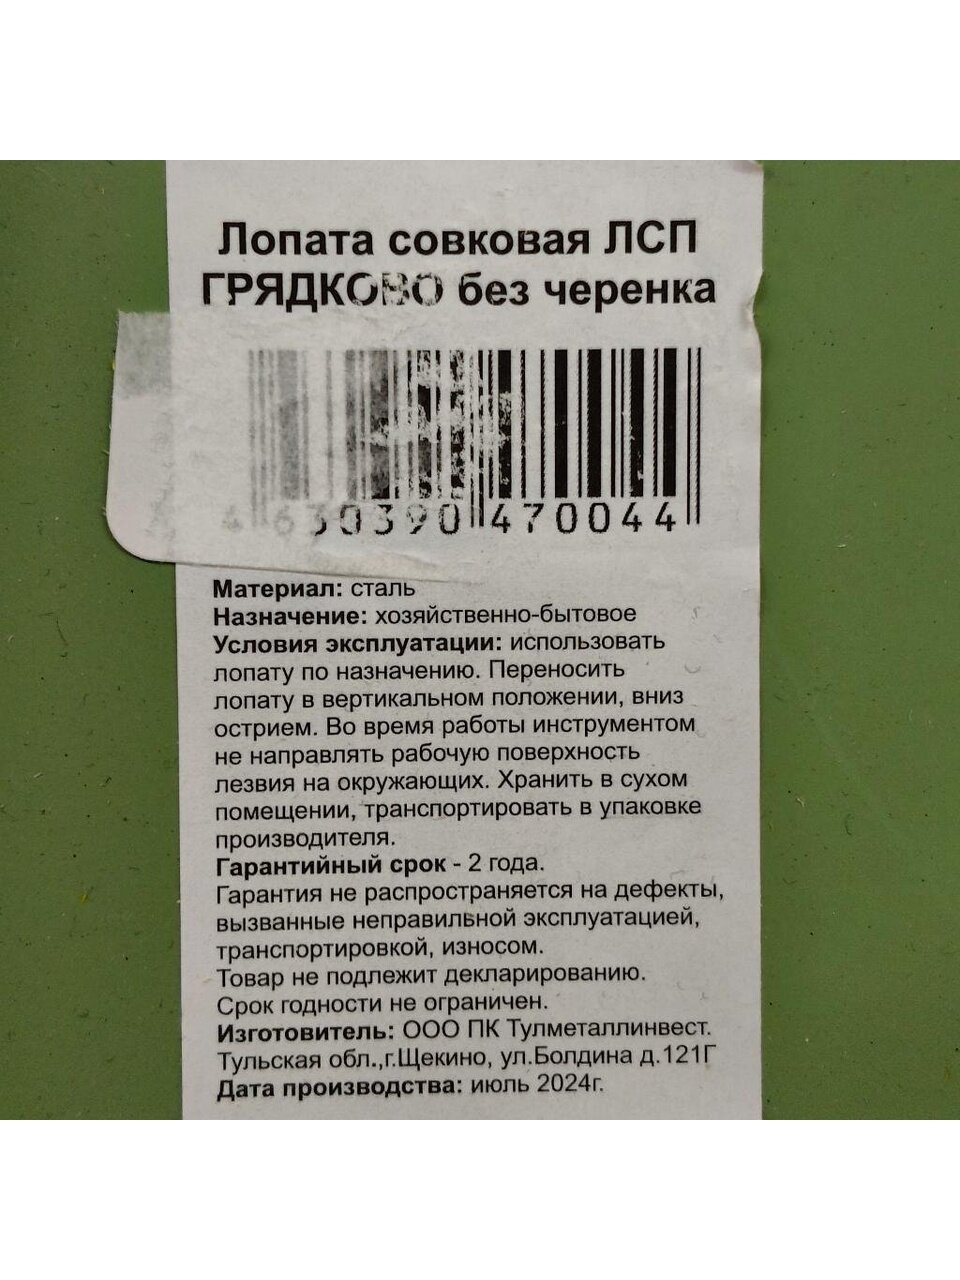 Лопата совковая ЛСП
ГРЯДКОВО без черенка
4 630390 470044
Материал: сталь
Назначение: хозяйственно-бытовое
Условия эксплуатации: использовать
лопату по назначению. Переносить
лопату в вертикальном положении, вниз
острием. Во время работы инструментом
не направлять рабочую поверхность
лезвия на окружающих. Хранить в сухом
помещении, транспортировать в упаковке
производителя.
Гарантийный срок - 2 года.
Гарантия не распространяется на дефекты,
вызванные неправильной эксплуатацией,
транспортировкой, износом.
Товар не подлежит декларированию.
Срок годности не ограничен.
Изготовитель: ООО ПК Тулметаллинвест.
Тульская обл.,г.Щекино, ул.Болдина д.121Г
Дата производства: июль 2024г.